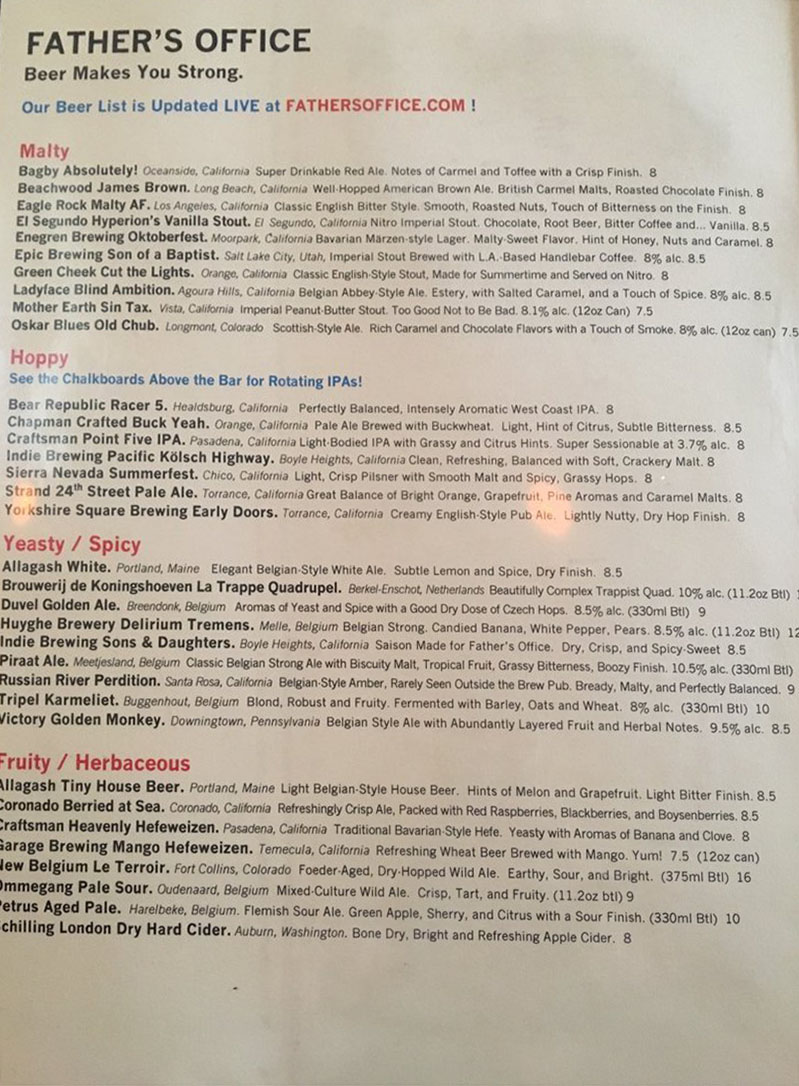 FATHER'S OFFICE
Beer Makes You Strong.
Our Beer List is Updated LIVE at FATHERSOFFICE.COM !
Malty
Bagby Absolutely! Oceanside, California Super Drinkable Red Ale. Notes of Carmel and Toffee with a Crisp Finish. 8
Beachwood James Brown. Long Beach, California Well-Hopped American Brown Ale. British Carmel Malts, Roasted Chocolate Finish. 8
Eagle Rock Malty AF. Los Angeles, California Classic English Bitter Style. Smooth, Roasted Nuts, Touch of Bitterness on the Finish. 8
El Segundo Hyperion's Vanilla Stout. El Segundo, California Nitro Imperial Stout. Chocolate, Root Beer, Bitter Coffee and... Vanilla. 8.5
Enegren Brewing Oktoberfest. Moorpark, California Bavarian Märzen-style Lager. Malty-Sweet Flavor, Hint of Honey, Nuts and Caramel. 8
Epic Brewing Son of a Baptist. Salt Lake City, Utah, Imperial Stout Brewed with L.A.-Based Handlebar Coffee. 8% alc. 8.5
Green Cheek Cut the Lights. Orange, California Classic English-Style Stout, Made for Summertime and Served on Nitro. 8
Ladyface Blind Ambition. Agoura Hills, California Belgian Abbey-Style Ale. Estery, with Salted Caramel, and a Touch of Spice. 8% alc. 8.5
Mother Earth Sin Tax. Vista, California Imperial Peanut-Butter Stout. Too Good Not to Be Bad. 8.1% alc. (12oz Can) 7.5
Oskar Blues Old Chub. Longmont, Colorado Scottish-Style Ale. Rich Caramel and Chocolate Flavors with a Touch of Smoke. 8% alc. (12oz can) 7.5
Hoppy
See the Chalkboards Above the Bar for Rotating IPAs!
Bear Republic Racer 5. Healdsburg, California Perfectly Balanced, Intensely Aromatic West Coast IPA. 8
Chapman Crafted Buck Yeah. Orange, California Pale Ale Brewed with Buckwheat. Light, Hint of Citrus, Subtle Bitterness. 8.5
Craftsman Point Five IPA. Pasadena, California Light-Bodied IPA with Grassy and Citrus Hints. Super Sessionable at 3.7% alc. 8
Indie Brewing Pacific Kölsch Highway. Boyle Heights, California Clean, Refreshing, Balanced with Soft, Crackery Malt. 8
Sierra Nevada Summerfest. Chico, California Light, Crisp Pilsner with Smooth Malt and Spicy, Grassy Hops. 8
Strand 24th Street Pale Ale. Torrance, California Great Balance of Bright Orange, Grapefruit, Pine Aromas and Caramel Malts. 8
Yorkshire Square Brewing Early Doors. Torrance, California Creamy English-Style Pub Ale. Lightly Nutty, Dry Hop Finish. 8
Yeasty / Spicy
Allagash White. Portland, Maine Elegant Belgian-Style White Ale. Subtle Lemon and Spice, Dry Finish. 8.5
Brouwerij de Koningshoeven La Trappe Quadrupel. Berkel-Enschot, Netherlands Beautifully Complex Trappist Quad. 10% alc. (11.2oz Btl)
Duvel Golden Ale. Breendonk, Belgium Aromas of Yeast and Spice with a Good Dry Dose of Czech Hops. 8.5% alc. (330ml Btl) 9
Huyghe Brewery Delirium Tremens. Melle, Belgium Belgian Strong. Candied Banana, White Pepper, Pears. 8.5% alc. (11.2oz Btl) 12
Indie Brewing Sons & Daughters. Boyle Heights, California Saison Made for Father's Office. Dry, Crisp, and Spicy-Sweet 8.5
Piraat Ale. Meetjesland, Belgium Classic Belgian Strong Ale with Biscuity Malt, Tropical Fruit, Grassy Bitterness, Boozy Finish. 10.5% alc. (330ml Btl)
Russian River Perdition. Santa Rosa, California Belgian-Style Amber, Rarely Seen Outside the Brew Pub. Bready, Malty, and Perfectly Balanced. 9
Tripel Karmeliet. Buggenhout, Belgium Blond, Robust and Fruity. Fermented with Barley, Oats and Wheat. 8% alc. (330ml Btl) 10
Victory Golden Monkey. Downingtown, Pennsylvania Belgian Style Ale with Abundantly Layered Fruit and Herbal Notes. 9.5% alc. 8.5
Fruity / Herbaceous
Allagash Tiny House Beer. Portland, Maine Light Belgian-Style House Beer. Hints of Melon and Grapefruit. Light Bitter Finish. 8.5
Coronado Berried at Sea. Coronado, California Refreshingly Crisp Ale, Packed with Red Raspberries, Blackberries, and Boysenberries. 8.5
Craftsman Heavenly Hefeweizen. Pasadena, California Traditional Bavarian-Style Hefe. Yeasty with Aromas of Banana and Clove. 8
Garage Brewing Mango Hefeweizen. Temecula, California Refreshing Wheat Beer Brewed with Mango. Yum! 7.5 (12oz can)
New Belgium Le Terroir. Fort Collins, Colorado Foeder-Aged, Dry-Hopped Wild Ale. Earthy, Sour, and Bright. (375ml Btl) 16
Ommegang Pale Sour. Oudenaard, Belgium Mixed-Culture Wild Ale. Crisp, Tart, and Fruity. (11.2oz btl) 9
Petrus Aged Pale. Harelbeke, Belgium. Flemish Sour Ale. Green Apple, Sherry, and Citrus with a Sour Finish. (330ml Btl) 10
Schilling London Dry Hard Cider. Auburn, Washington. Bone Dry, Bright and Refreshing Apple Cider. 8